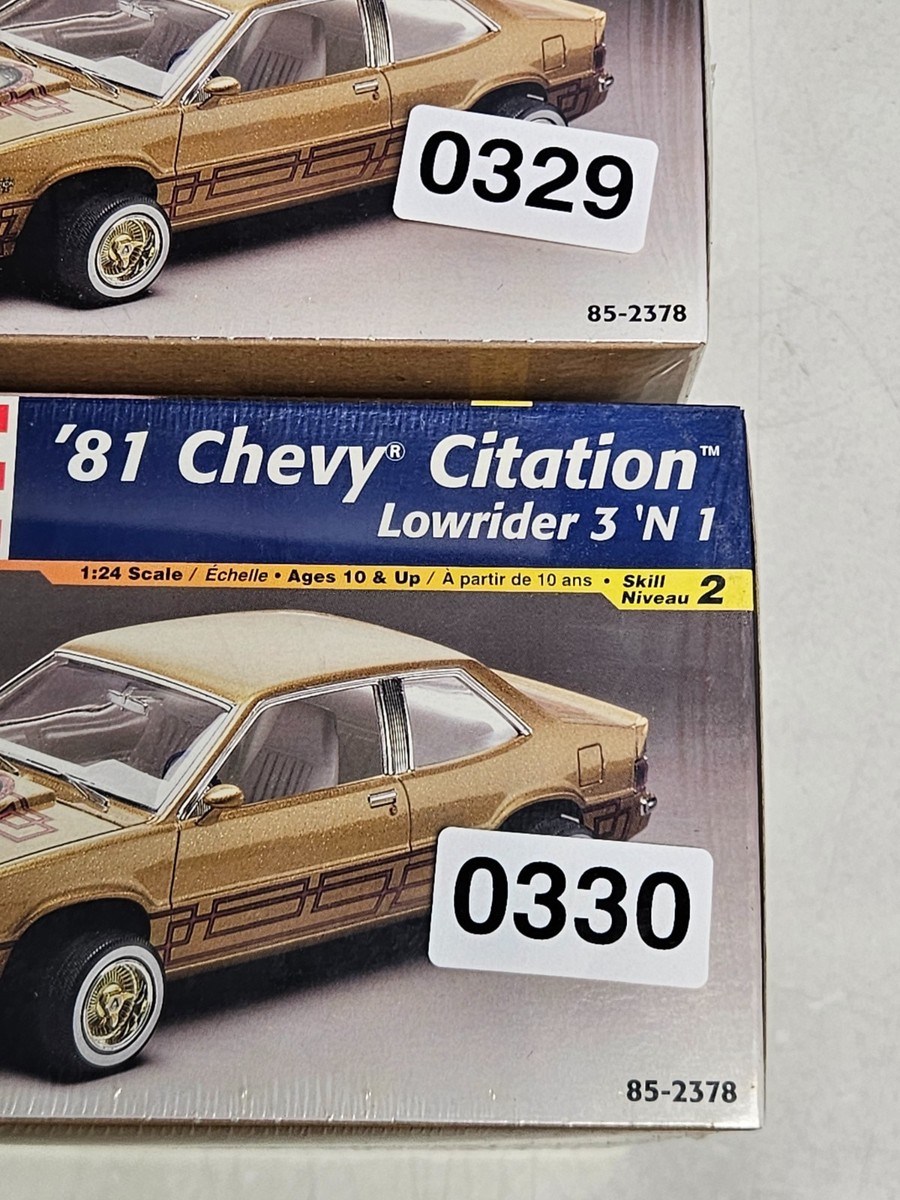 0329
85-2378
'81 Chevy® Citation™
Lowrider 3 'N 1
1:24 Scale / Échelle • Ages 10 & Up / À partir de 10 ans • Skill Niveau 2
0330
85-2378